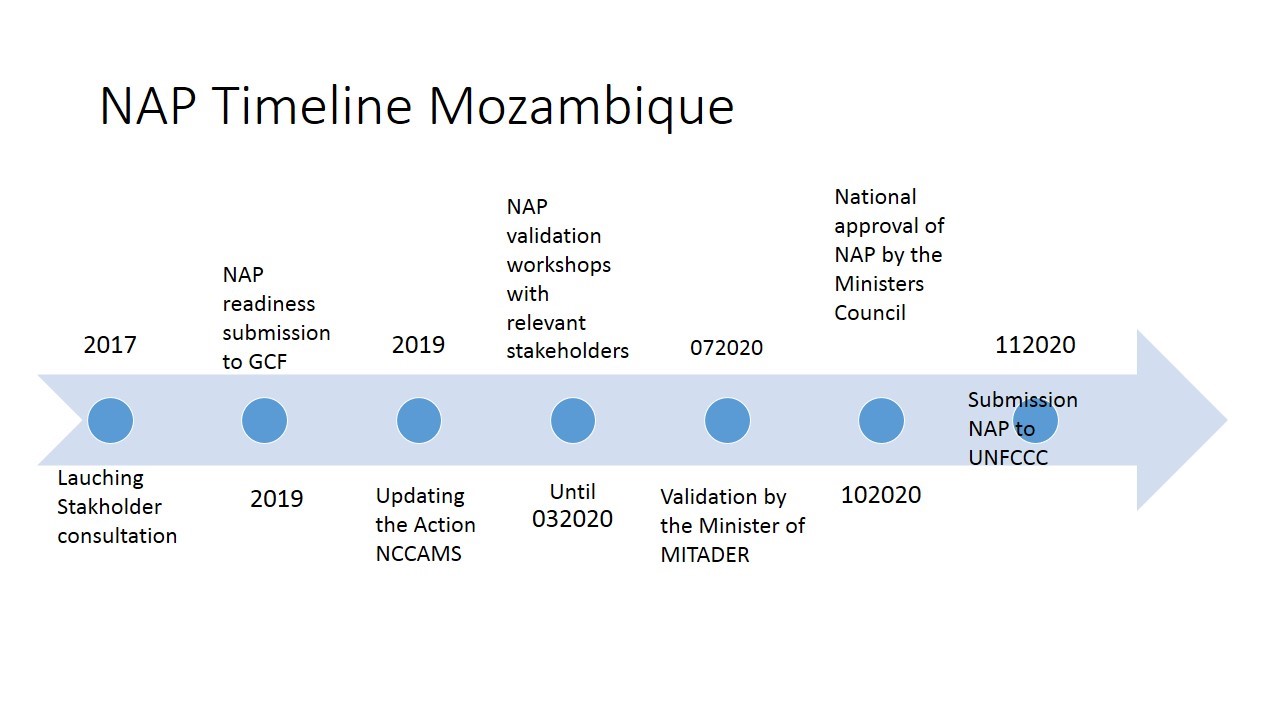 NAP Timeline Mozambique
2017
Lauching
Stakholder
consultation
NAP
readiness
submission
to GCF
2019
2019
Updating
the Action
NCCAMS
NAP
validation
workshops
with
relevant
stakeholders
Until
032020
072020
Validation by
the Minister of
MITADER
National
approval of
NAP by the
Ministers
Council
102020
112020
Submission
NAP to
UNFCCC